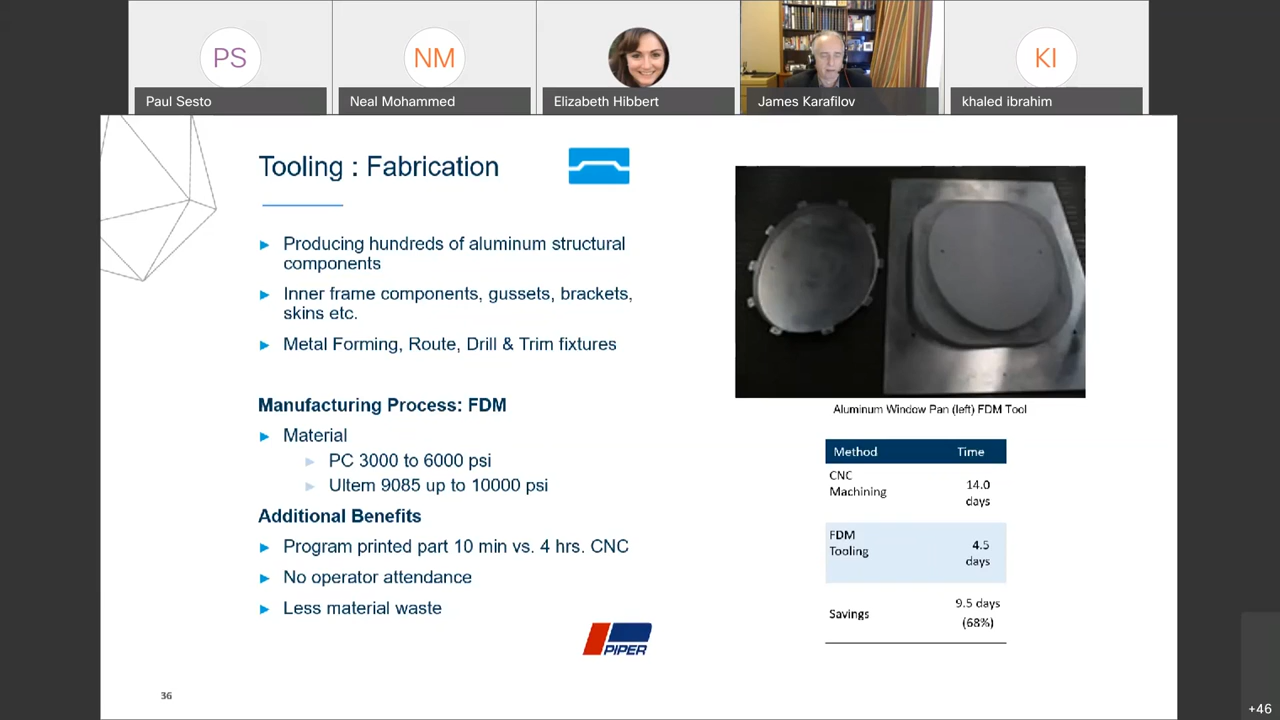 PS
NM
KI
Paul Sesto
Neal Mohammed
Elizabeth Hibbert
James Karafilov
khaled ibrahim
Tooling : Fabrication
Producing hundreds of aluminum structural
components
Inner frame components, gussets, brackets,
skins etc.
Metal Forming, Route, Drill & Trim fixtures
Manufacturing Process: FDM
Material
PC 3000 to 6000 psi
Ultem 9085 up to 10000 psi
Additional Benefits
Program printed part 10 min vs. 4 hrs. CNC
No operator attendance
Less material waste
PIPER
36
Aluminum Window Pan (left) FDM Tool
Method Time
CNC
Machining
14.0
days
FDM
Tooling
4.5
days
Savings
9.5 days
(68%)
+46